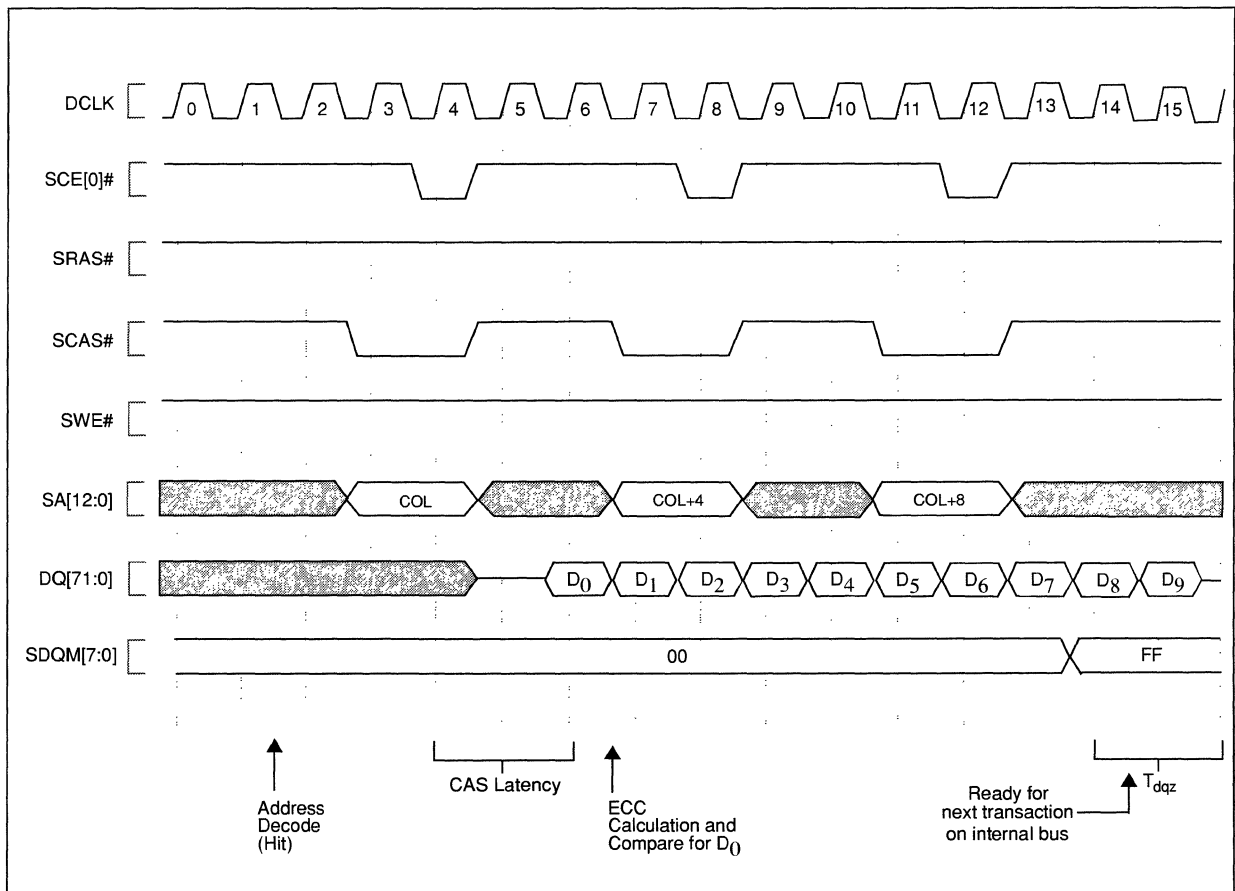 DCLK 0 1 2 3 4 5 6 7 8 9 10 11 12 13 14 15
SCE[0]#
SRAS#
SCAS#
SWE#
SA[12:0] COL COL+4 COL+8
DQ[71:0] D0 D1 D2 D3 D4 D5 D6 D7 D8 D9
SDQM[7:0] 00 FF
CAS Latency
Tdqz
Address
Decode
(Hit)
ECC
Calculation and
Compare for D0
Ready for
next transaction
on internal bus